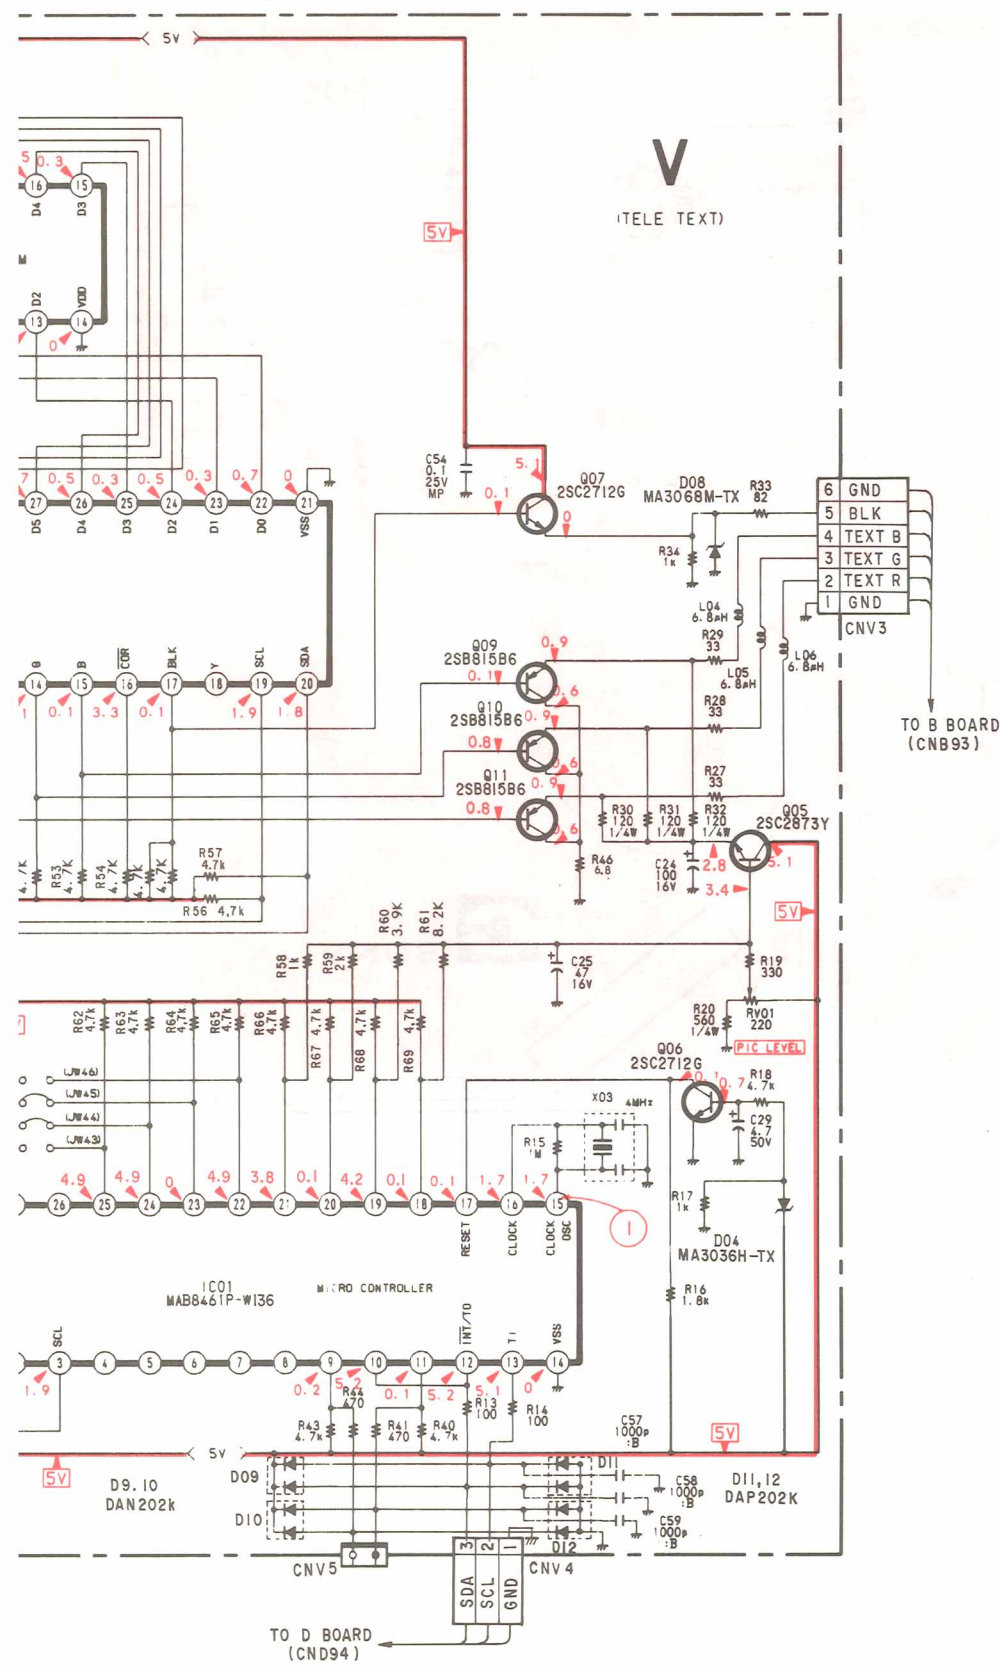 5V
V
(TELE TEXT)
5
0.3
16
15
D4
D3
5V
M
D2
VDD
13
14
0
C54
0.1
25V
MP
5.1
Q07
2SC2712G
D08
MA3068M-TX
R33
82
0.7
0.5
0.3
0.5
0.3
0.7
0
0.1
0
27
26
25
24
23
22
21
D5
D4
D3
D2
D1
D0
VSS
R34
1k
6 GND
5 BLK
4 TEXT B
3 TEXT G
2 TEXT R
1 GND
CNV3
L04
6.8µH
R29
33
L05
6.8µH
L06
6.8µH
B
COR
BLK
Y
SCL
SDA
14
15
16
17
18
19
20
1
0.1
3.3
0.1
1.9
1.8
Q09
2SB815B6
0.1
0.9
0.6
Q10
2SB815B6
0.8
0.9
0.6
Q11
2SB815B6
0.8
0.9
0.6
R28
33
R27
33
TO B BOARD
(CNB93)
R30
120
1/4W
R31
120
1/4W
R32
120
1/4W
Q05
2SC2873Y
2.8
5.1
3.4
R46
6.8
C24
100
16V
4.7K
R53
4.7K
R54
4.7K
4.7K
R57
4.7k
R56 4.7k
5V
R58
1k
R59
2k
R60
3.9K
R61
8.2K
C25
47
16V
R19
330
R20
560
1/4W
RV01
220
PIC LEVEL
R62
4.7k
R63
4.7k
R64
4.7k
R65
4.7k
R66
4.7k
R67
4.7k
R68
4.7k
R69
4.7k
(JW46)
(JW45)
(JW44)
(JW43)
Q06
2SC2712G
0.1
0.7
R18
4.7k
C29
4.7
50V
X03
4MHz
R15
1M
4.9
4.9
0
4.9
3.8
0.1
4.2
0.1
0.1
1.7
1.7
26
25
24
23
22
21
20
19
18
17
16
15
RESET
CLOCK
CLOCK
OSC
1
R17
1k
D04
MA3036H-TX
IC01
MAB8461P-W136
MICRO CONTROLLER
R16
1.8k
SCL
INT/T0
T1
VSS
3
4
5
6
7
8
9
10
11
12
13
14
1.9
0.2
5.2
0.1
5.2
5.1
0
R44
470
R43
4.7k
R41
470
R40
4.7k
R13
100
R14
100
C57
1000p
:B
5V
5V
5V
D9.10
DAN202k
D09
D10
D11
D12
C58
1000p
:B
C59
1000p
:B
D11,12
DAP202K
CNV5
3
2
1
SDA
SCL
GND
CNV4
TO D BOARD
(CND94)